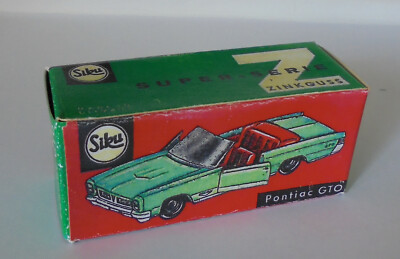 Siku
SUPER SERIE
Z
ZINKGUSS
Siku
Pontiac GTO